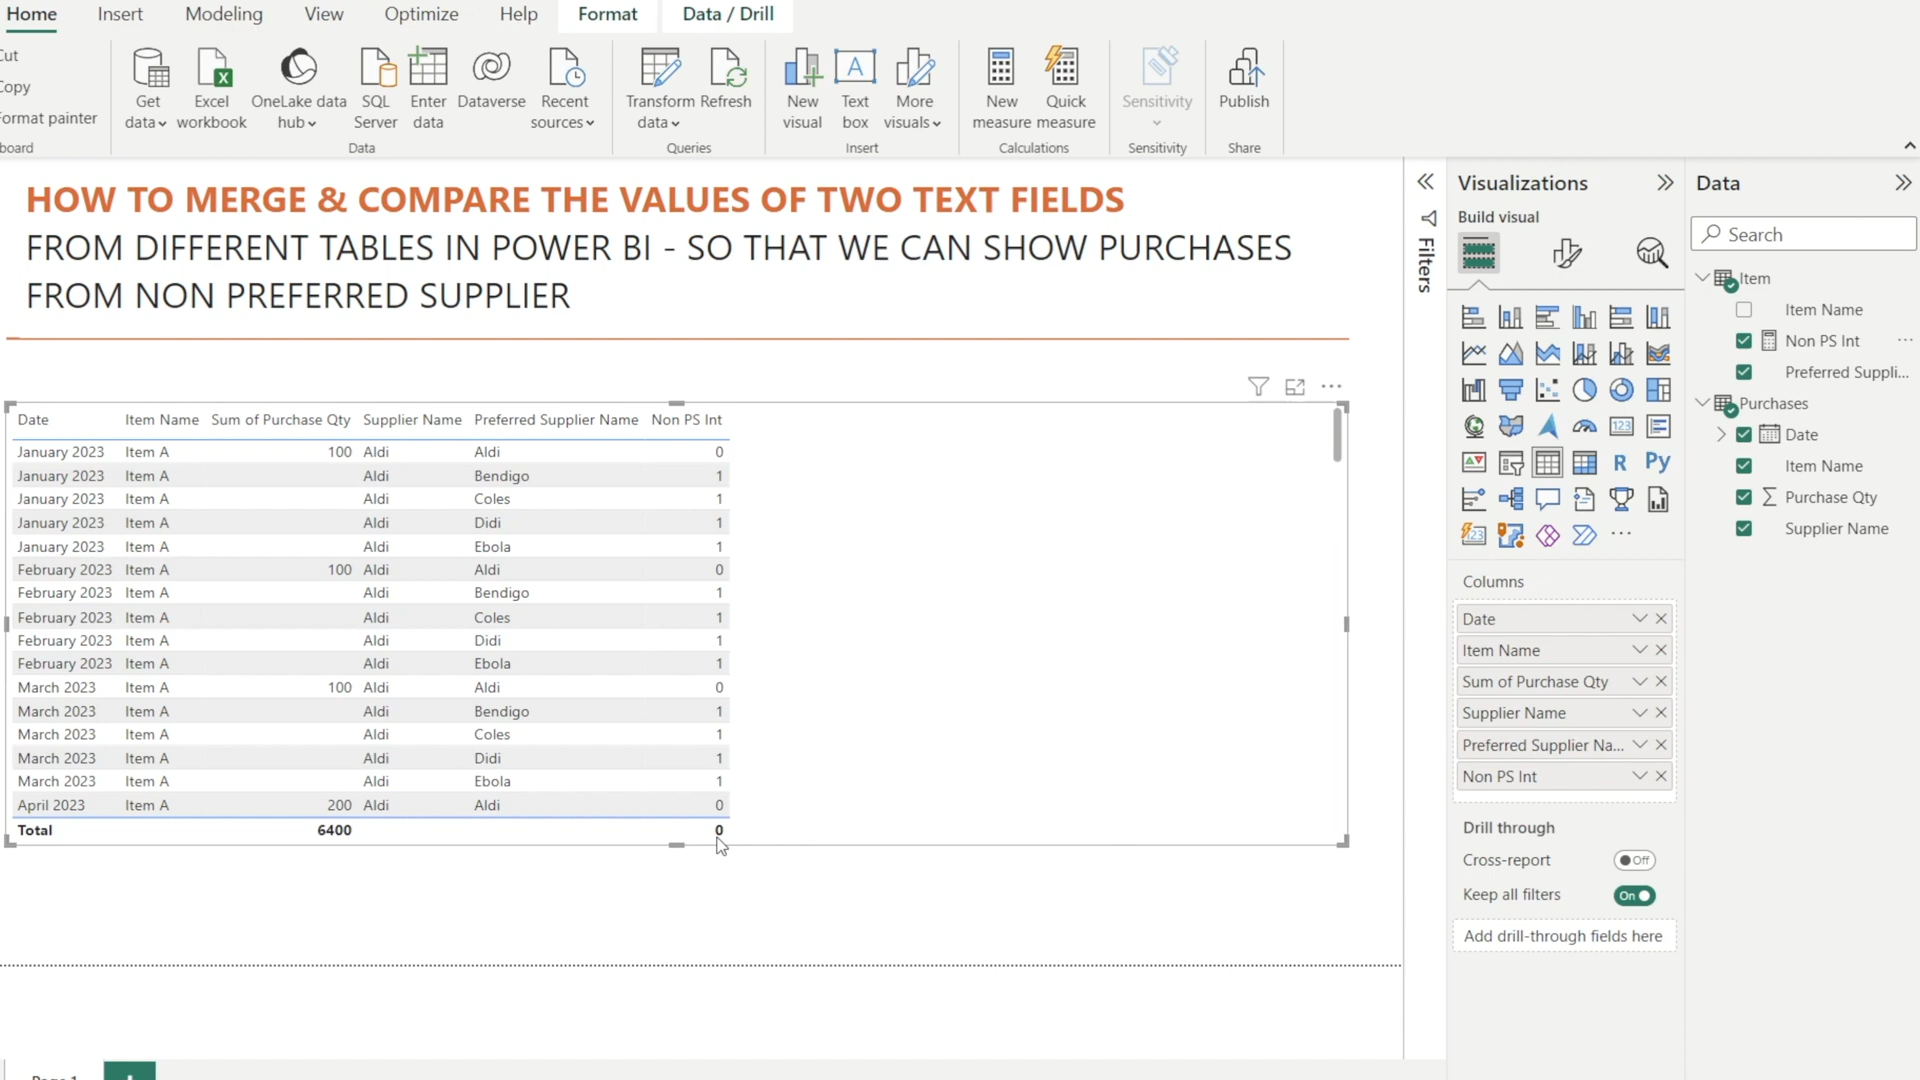 Home Insert Modeling View Optimize Help Format Data / Drill
Cut
Copy
Format painter
Get data
Excel workbook
OneLake data hub
SQL Server
Enter data
Dataverse
Recent sources
Transform data
Refresh
New visual
Text box
More visuals
New measure
Quick measure
Sensitivity
Publish
Data Queries Insert Calculations Sensitivity Share
HOW TO MERGE & COMPARE THE VALUES OF TWO TEXT FIELDS
FROM DIFFERENT TABLES IN POWER BI - SO THAT WE CAN SHOW PURCHASES
FROM NON PREFERRED SUPPLIER
Date Item Name Sum of Purchase Qty Supplier Name Preferred Supplier Name Non PS Int
January 2023 Item A 100 Aldi Aldi 0
January 2023 Item A Aldi Bendigo 1
January 2023 Item A Aldi Coles 1
January 2023 Item A Aldi Didi 1
January 2023 Item A Aldi Ebola 1
February 2023 Item A 100 Aldi Aldi 0
February 2023 Item A Aldi Bendigo 1
February 2023 Item A Aldi Coles 1
February 2023 Item A Aldi Didi 1
February 2023 Item A Aldi Ebola 1
March 2023 Item A 100 Aldi Aldi 0
March 2023 Item A Aldi Bendigo 1
March 2023 Item A Aldi Coles 1
March 2023 Item A Aldi Didi 1
March 2023 Item A Aldi Ebola 1
April 2023 Item A 200 Aldi Aldi 0
Total 6400 0
Filters
Visualizations
Build visual
123
R
Py
123
Columns
Date
Item Name
Sum of Purchase Qty
Supplier Name
Preferred Supplier Na...
Non PS Int
Drill through
Cross-report Off
Keep all filters On
Add drill-through fields here
Data
Search
Item
Item Name
Non PS Int
Preferred Suppli...
Purchases
Date
Item Name
Purchase Qty
Supplier Name
Page 1